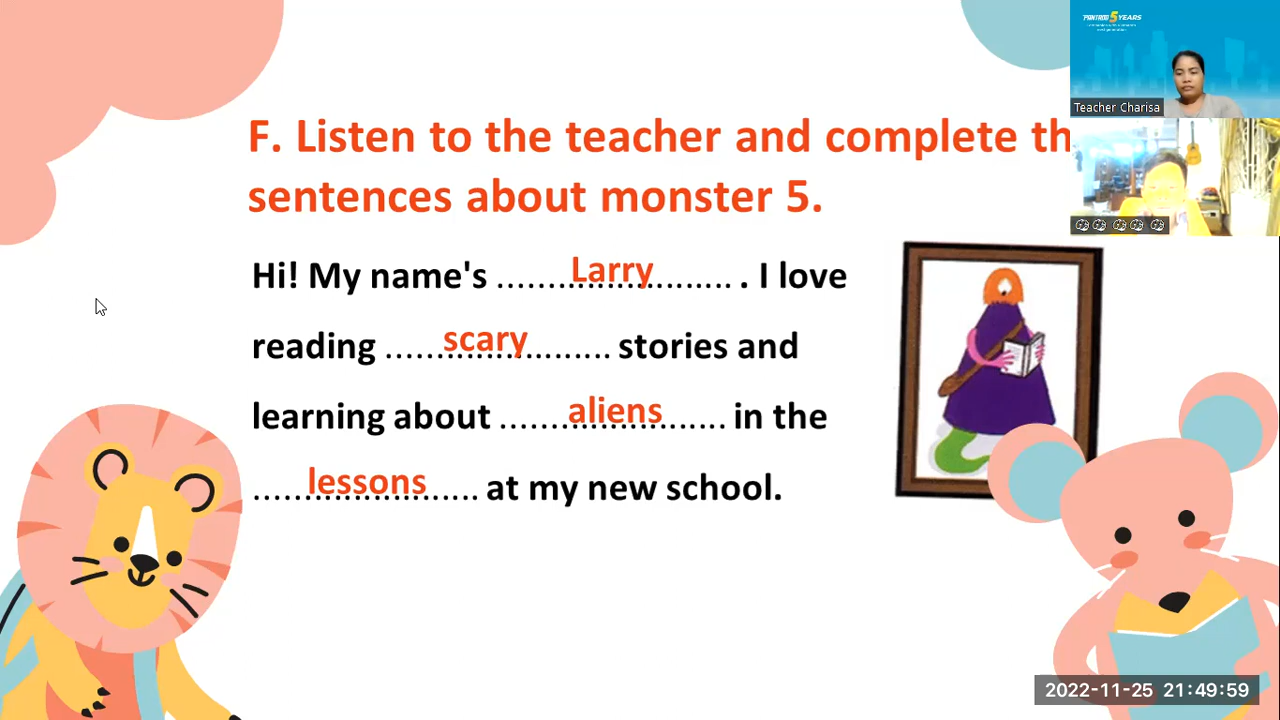 F. Listen to the teacher and complete th
sentences about monster 5.
Hi! My name's ........Larry........ . I love
reading ........scary........ stories and
learning about ........aliens........ in the
........lessons........ at my new school.
5 YEARS
Teacher Charisa
2022-11-25 21:49:59